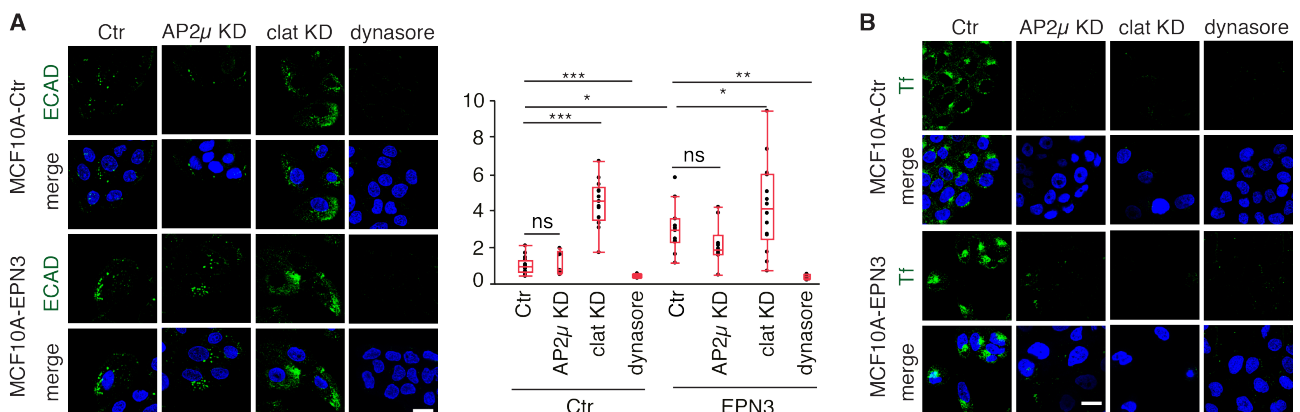 A
Ctr
AP2µ KD
clat KD
dynasore
MCF10A-Ctr
ECAD
merge
MCF10A-EPN3
ECAD
merge
***
**
*
*
***
ns
ns
10
8
6
4
2
0
Ctr
AP2µ KD
clat KD
dynasore
Ctr
AP2µ KD
clat KD
dynasore
Ctr
EPN3
B
Ctr
AP2µ KD
clat KD
dynasore
MCF10A-Ctr
Tf
merge
MCF10A-EPN3
Tf
merge